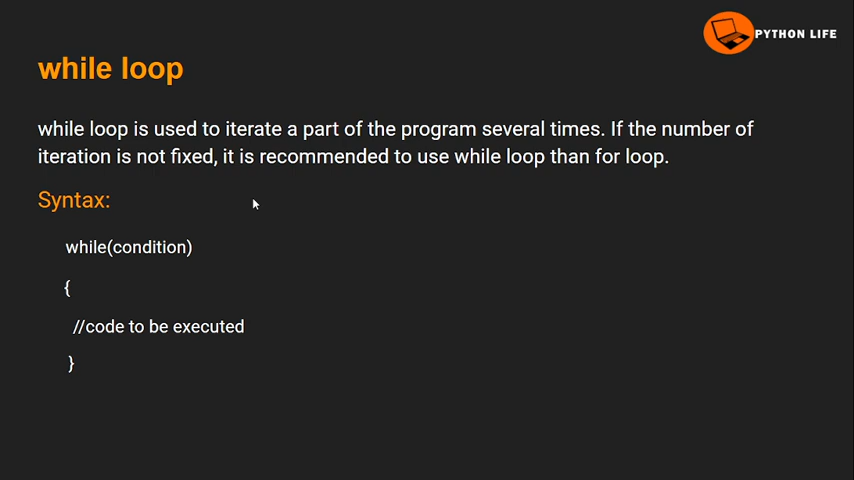 PYTHON LIFE
while loop
while loop is used to iterate a part of the program several times. If the number of
iteration is not fixed, it is recommended to use while loop than for loop.
Syntax:
while(condition)
{
//code to be executed
}